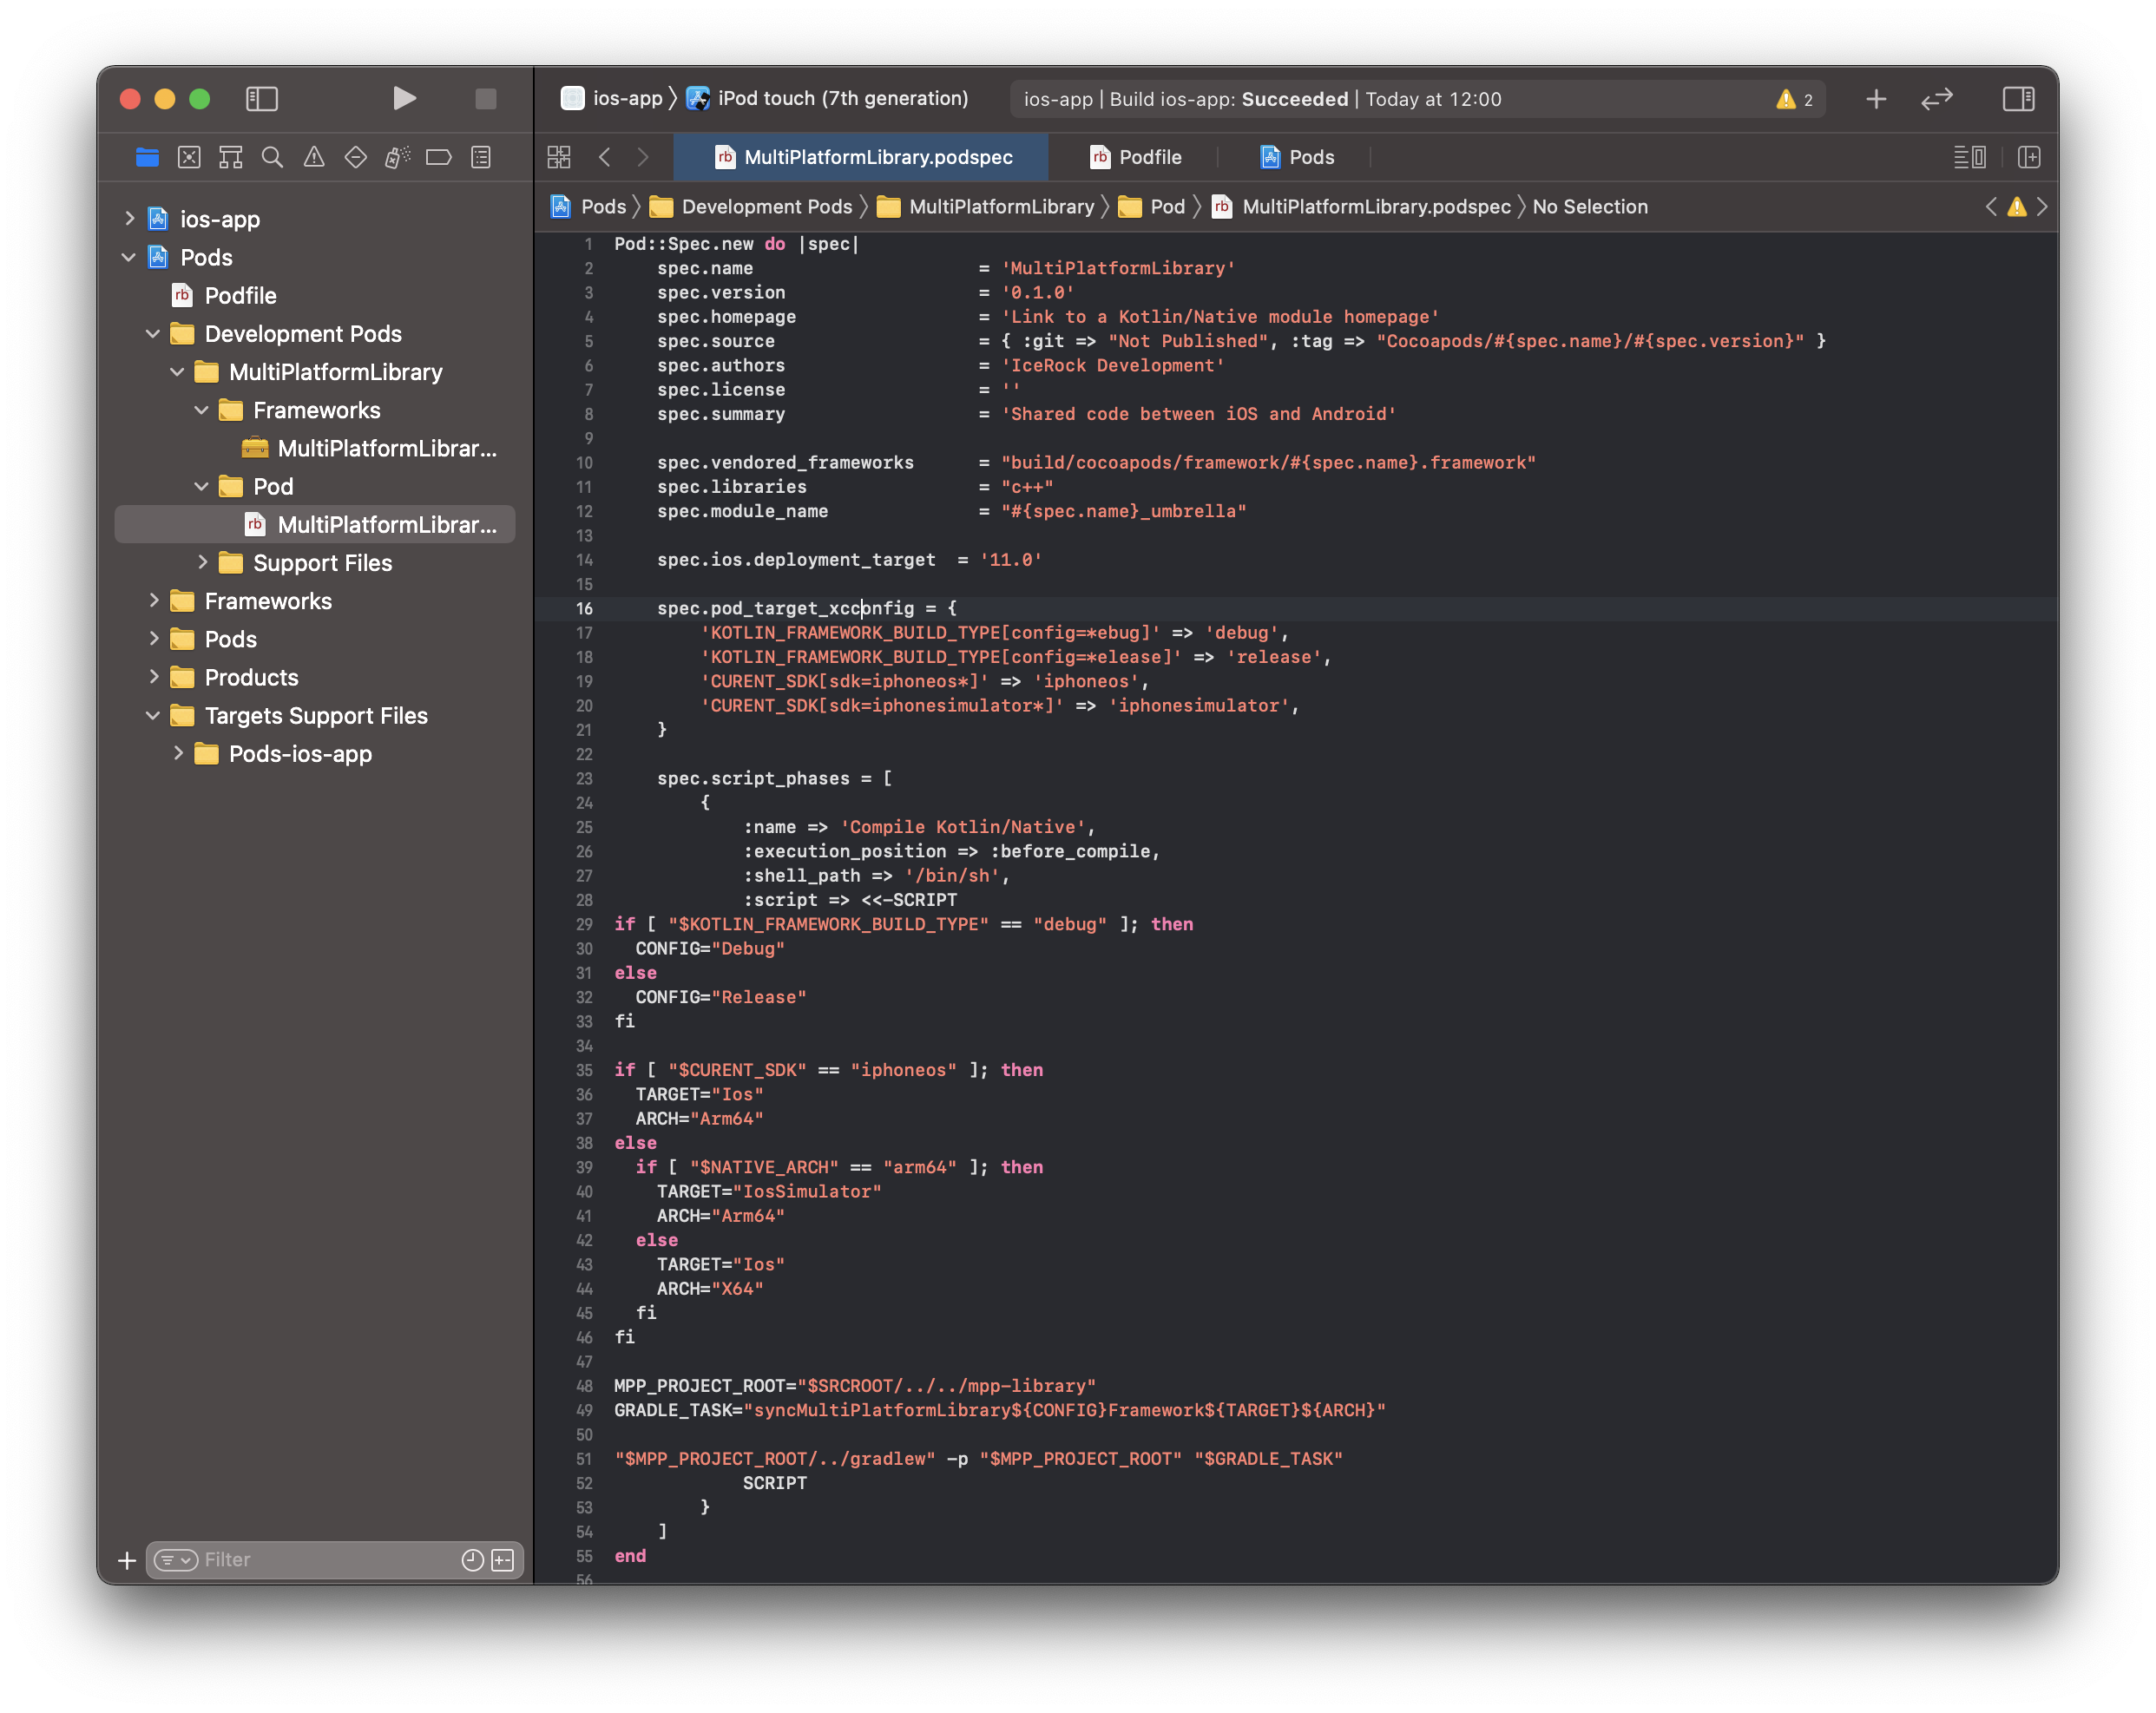 ios-app 〉 iPod touch (7th generation)
ios-app | Build ios-app: Succeeded | Today at 12:00
2
MultiPlatformLibrary.podspec
Podfile
Pods
Pods 〉 Development Pods 〉 MultiPlatformLibrary 〉 Pod 〉 MultiPlatformLibrary.podspec 〉 No Selection
ios-app
Pods
Podfile
Development Pods
MultiPlatformLibrary
Frameworks
MultiPlatformLibrar...
Pod
MultiPlatformLibrar...
Support Files
Frameworks
Pods
Products
Targets Support Files
Pods-ios-app
Filter
1 Pod::Spec.new do |spec|
2     spec.name                     = 'MultiPlatformLibrary'
3     spec.version                  = '0.1.0'
4     spec.homepage                 = 'Link to a Kotlin/Native module homepage'
5     spec.source                   = { :git => "Not Published", :tag => "Cocoapods/#{spec.name}/#{spec.version}" }
6     spec.authors                  = 'IceRock Development'
7     spec.license                  = ''
8     spec.summary                  = 'Shared code between iOS and Android'
9
10     spec.vendored_frameworks      = "build/cocoapods/framework/#{spec.name}.framework"
11     spec.libraries                = "c++"
12     spec.module_name              = "#{spec.name}_umbrella"
13
14     spec.ios.deployment_target  = '11.0'
15
16     spec.pod_target_xcconfig = {
17         'KOTLIN_FRAMEWORK_BUILD_TYPE[config=*ebug]' => 'debug',
18         'KOTLIN_FRAMEWORK_BUILD_TYPE[config=*elease]' => 'release',
19         'CURENT_SDK[sdk=iphoneos*]' => 'iphoneos',
20         'CURENT_SDK[sdk=iphonesimulator*]' => 'iphonesimulator',
21     }
22
23     spec.script_phases = [
24         {
25             :name => 'Compile Kotlin/Native',
26             :execution_position => :before_compile,
27             :shell_path => '/bin/sh',
28             :script => <<-SCRIPT
29 if [ "$KOTLIN_FRAMEWORK_BUILD_TYPE" == "debug" ]; then
30   CONFIG="Debug"
31 else
32   CONFIG="Release"
33 fi
34
35 if [ "$CURENT_SDK" == "iphoneos" ]; then
36   TARGET="Ios"
37   ARCH="Arm64"
38 else
39   if [ "$NATIVE_ARCH" == "arm64" ]; then
40     TARGET="IosSimulator"
41     ARCH="Arm64"
42   else
43     TARGET="Ios"
44     ARCH="X64"
45   fi
46 fi
47
48 MPP_PROJECT_ROOT="$SRCROOT/../../mpp-library"
49 GRADLE_TASK="syncMultiPlatformLibrary${CONFIG}Framework${TARGET}${ARCH}"
50
51 "$MPP_PROJECT_ROOT/../gradlew" -p "$MPP_PROJECT_ROOT" "$GRADLE_TASK"
52             SCRIPT
53         }
54     ]
55 end
56